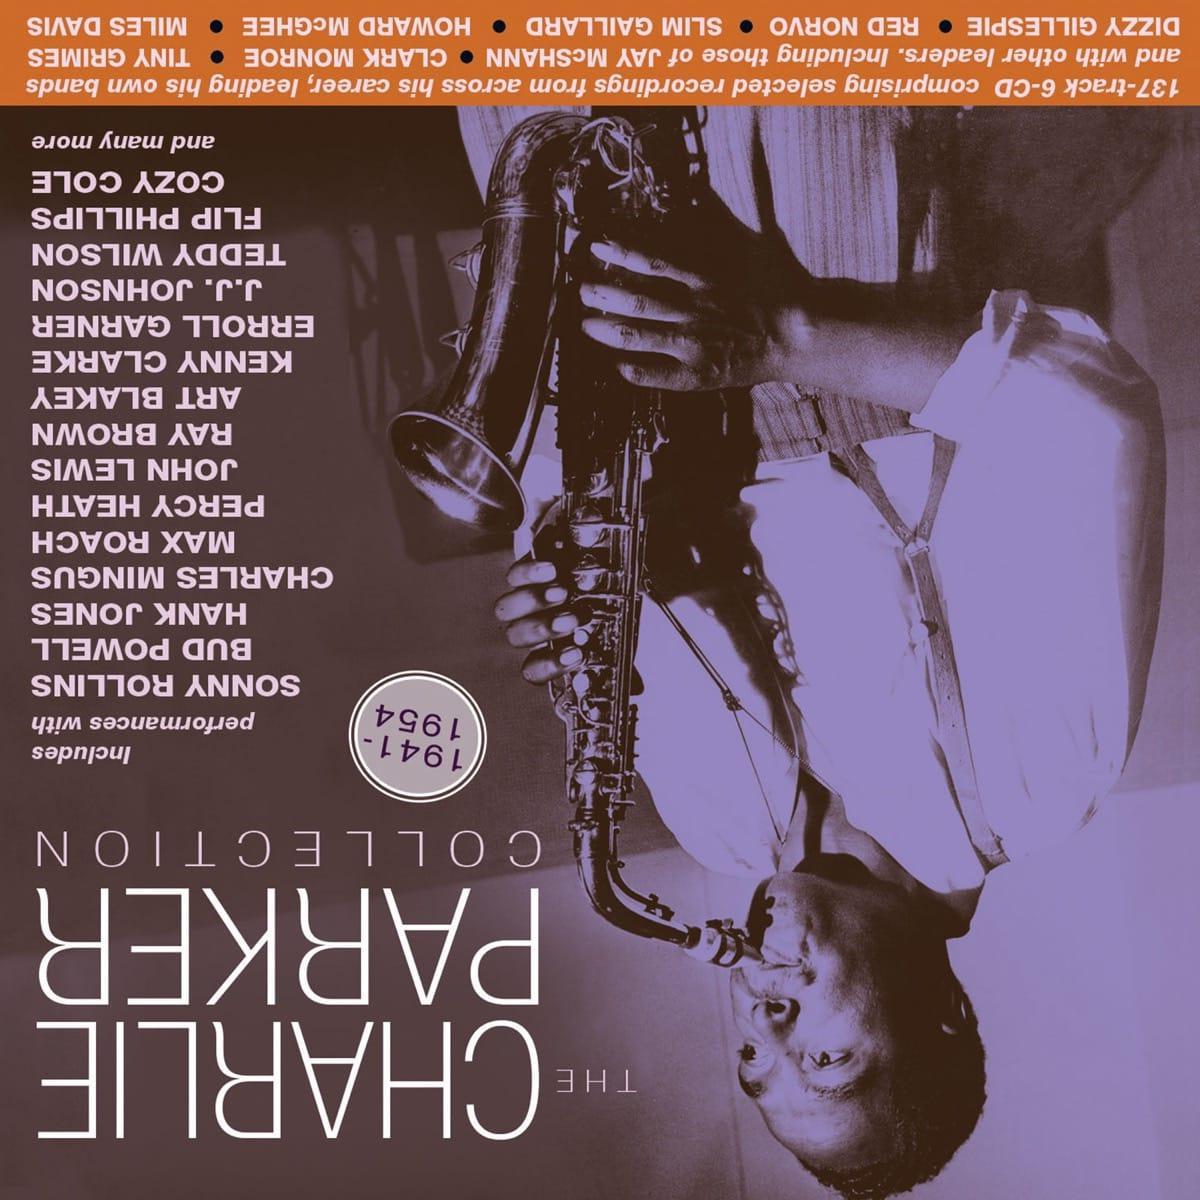 THE
CHARLIE
PARKER
COLLECTION
1941-
1954
Includes
performances with
SONNY ROLLINS
BUD POWELL
HANK JONES
CHARLES MINGUS
MAX ROACH
PERCY HEATH
JOHN LEWIS
RAY BROWN
ART BLAKEY
KENNY CLARKE
ERROLL GARNER
J.J. JOHNSON
TEDDY WILSON
FLIP PHILLIPS
COZY COLE
and many more
137-track 6-CD comprising selected recordings from across his career, leading his own bands
and with other leaders. Including those of JAY McSHANN • CLARK MONROE • TINY GRIMES
DIZZY GILLESPIE • RED NORVO • SLIM GAILLARD • HOWARD McGHEE • MILES DAVIS